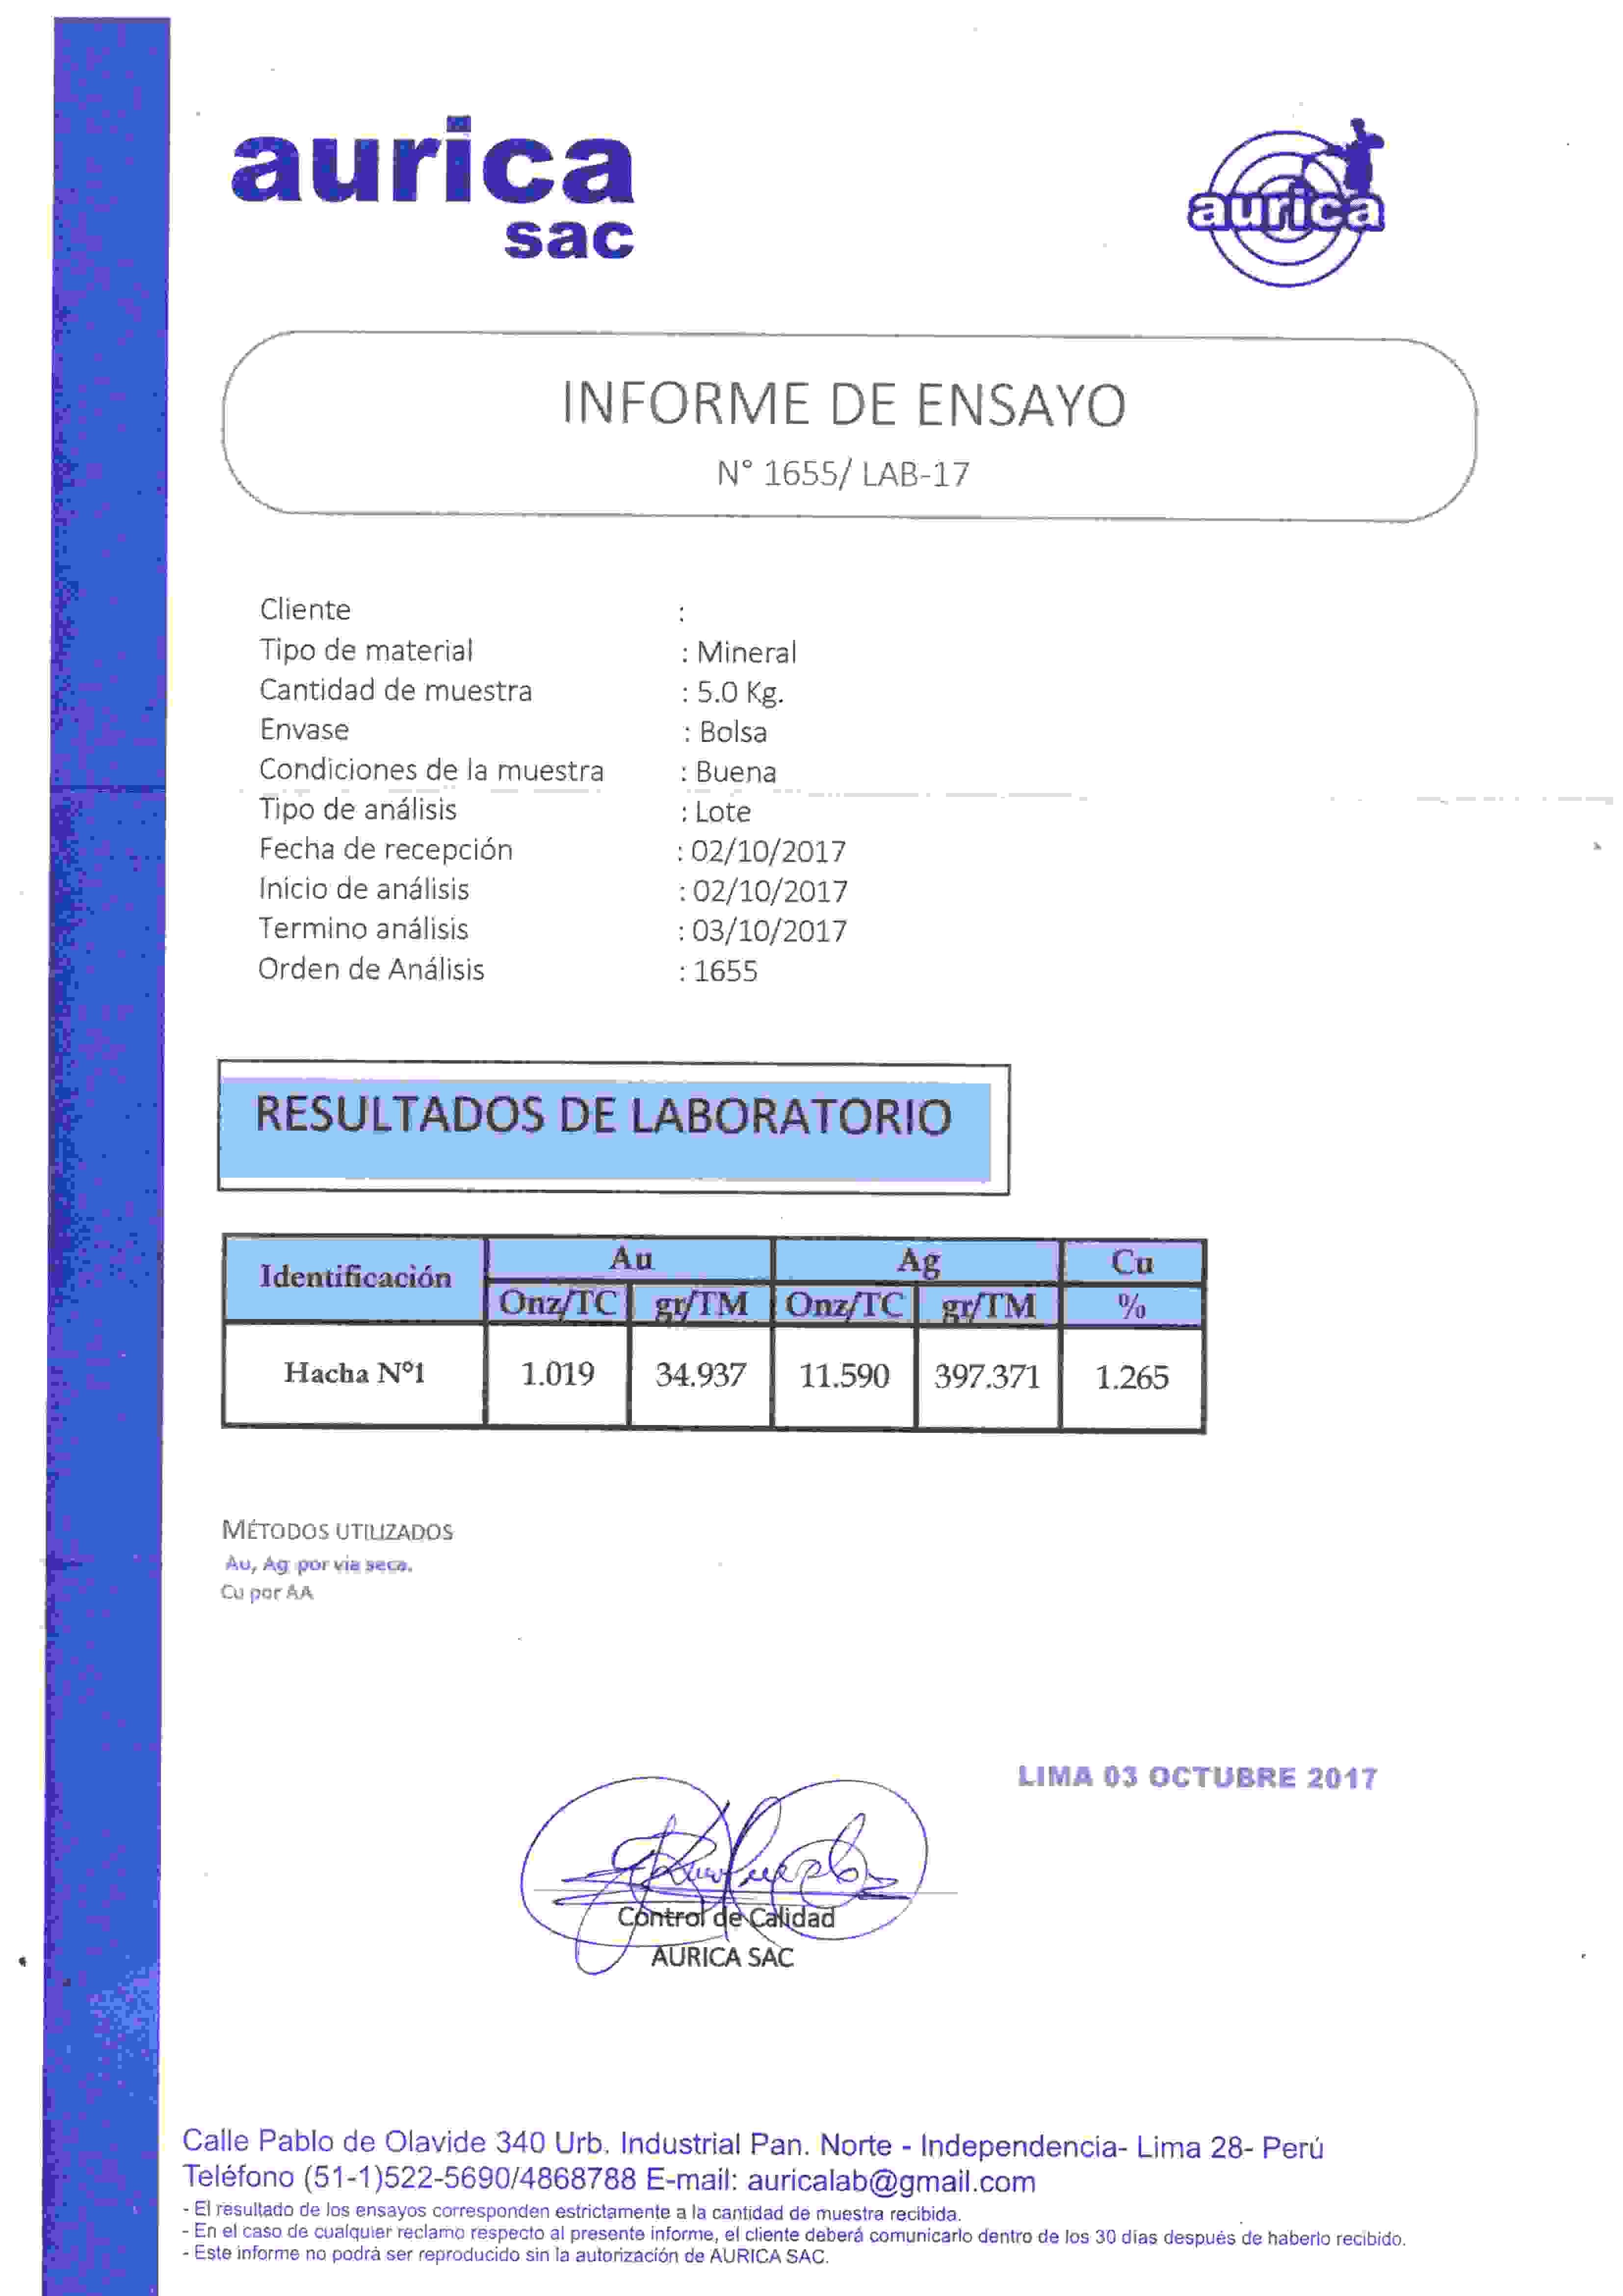 aurica
sac
aurica
INFORME DE ENSAYO
N° 1655/ LAB-17
Cliente :
Tipo de material : Mineral
Cantidad de muestra : 5.0 Kg.
Envase : Bolsa
Condiciones de la muestra : Buena
Tipo de análisis : Lote
Fecha de recepción : 02/10/2017
Inicio de análisis : 02/10/2017
Termino análisis : 03/10/2017
Orden de Análisis : 1655
RESULTADOS DE LABORATORIO
Identificación Au Ag Cu
Onz/TC gr/TM Onz/TC gr/TM %
Hacha N°1 1.019 34.937 11.590 397.371 1.265
MÉTODOS UTILIZADOS
Au, Ag por via seca.
Cu por AA
LIMA 03 OCTUBRE 2017
Control de Calidad
AURICA SAC
Calle Pablo de Olavide 340 Urb. Industrial Pan. Norte - Independencia- Lima 28- Perú
Teléfono (51-1)522-5690/4868788 E-mail: auricalab@gmail.com
- El resultado de los ensayos corresponden estrictamente a la cantidad de muestra recibida.
- En el caso de cualquier reclamo respecto al presente informe, el cliente deberá comunicarlo dentro de los 30 días después de haberlo recibido.
- Este informe no podrá ser reproducido sin la autorización de AURICA SAC.